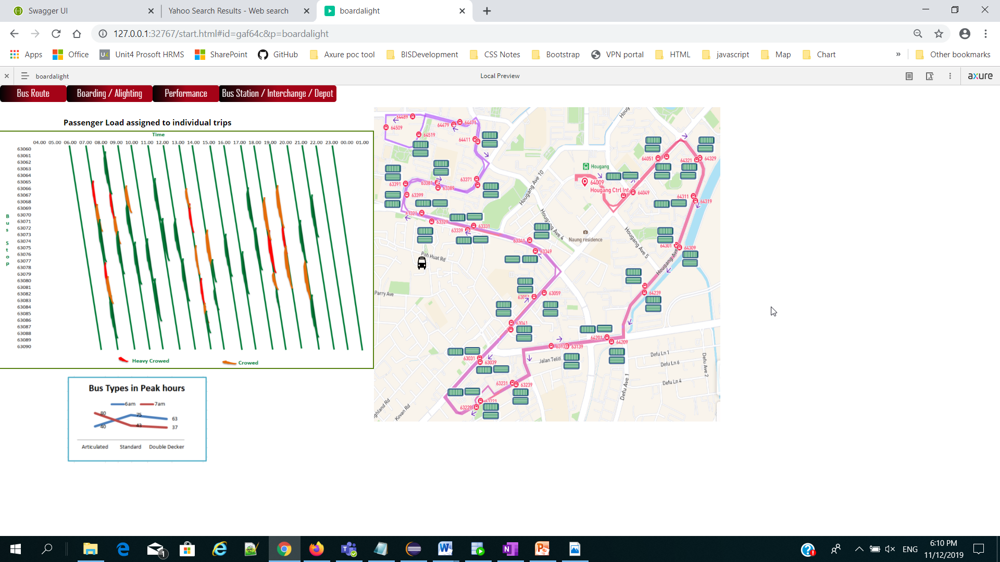 Swagger UI
Yahoo Search Results - Web search
boardalight
127.0.0.1:32767/start.html#id=gaf64c&p=boardalight
Apps
Office
U4
Unit4 Prosoft HRMS
SharePoint
GitHub
Axure poc tool
BISDevelopment
CSS Notes
Bootstrap
VPN portal
HTML
javascript
Map
Chart
»
Other bookmarks
boardalight
Local Preview
axure
Bus Route
Boarding / Alighting
Performance
Bus Station / Interchange / Depot
Passenger Load assigned to individual trips
Time
04.00 05.00 06.00 07.00 08.00 09.00 10.00 11.00 12.00 13.00 14.00 15.00 16.00 17.00 18.00 19.00 20.00 21.00 22.00 23.00 00.00 01.00
Bus Stop
63060
63061
63062
63063
63064
63065
63066
63067
63068
63069
63070
63071
63072
63073
63074
63075
63076
63077
63078
63079
63080
63081
63082
63083
63084
63085
63086
63087
63088
63089
63090
Heavy Crowed
Crowed
Bus Types in Peak hours
6am
7am
80
75
63
40
43
37
Articulated
Standard
Double Decker
64489
64509
64479
64471
64519
64411
63391
63381
63389
63371
63399
63321
63329
63331
63339
63341
63349
Hougang
64009
Hougang Ctrl Int
64049
64051
64321
64329
64311
64319
64301
64309
64239
Hougang Ave 10
Hougang Ave 4
Hougang Ave 5
Naung residence
Poh Huat Rd
Parry Ave
63051
63059
63041
63031
63039
63139
64201
64209
Jalan Teliti
63231
63239
63221
63229
Kovan Rd
Defu Ave 1
Defu Ln 1
Defu Ln 6
Defu Ln 4
Defu Ave 2
1
ENG
6:10 PM
11/12/2019